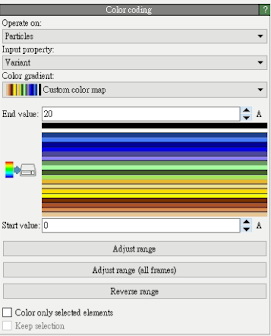 Color coding ?
Operate on:
Particles
Input property:
Variant
Color gradient:
Custom color map
End value: 20 A
Start value: 0 A
Adjust range
Adjust range (all frames)
Reverse range
Color only selected elements
Keep selection